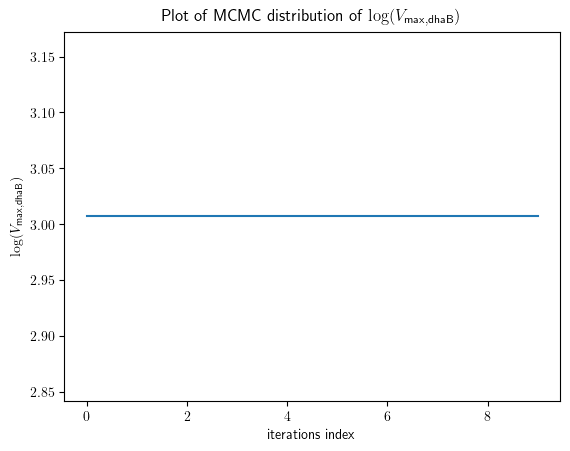 Plot of MCMC distribution of log(V_max,dhaB)
3.15
3.10
3.05
3.00
2.95
2.90
2.85
log(V_max,dhaB)
0 2 4 6 8
iterations index